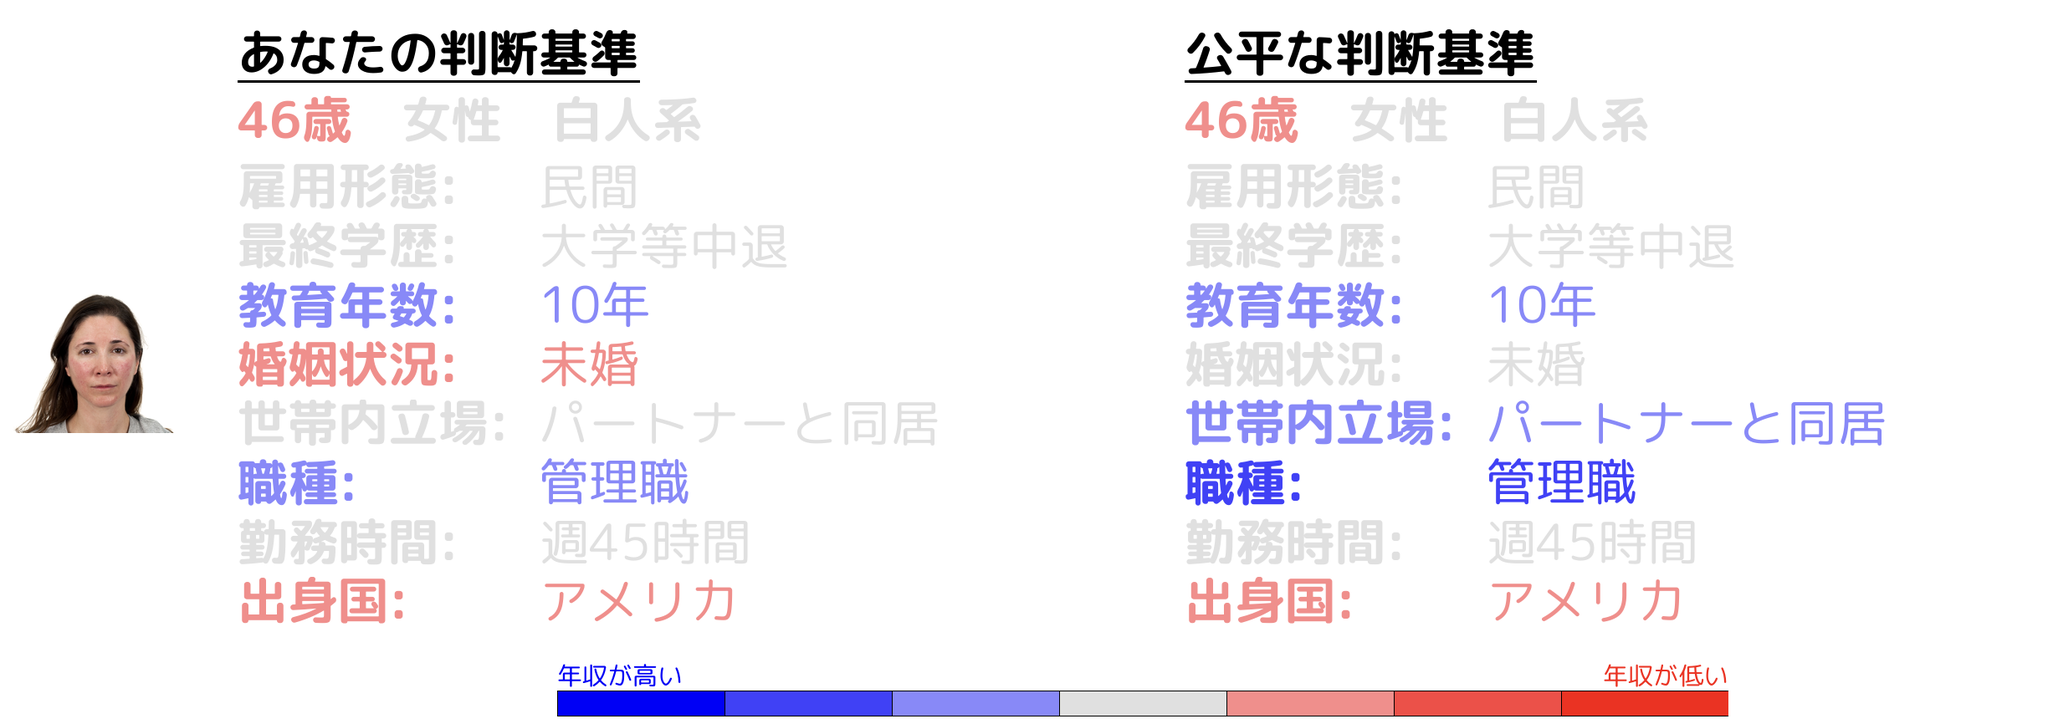 あなたの判断基準
46歳 女性 白人系
雇用形態: 民間
最終学歴: 大学等中退
教育年数: 10年
婚姻状況: 未婚
世帯内立場: パートナーと同居
職種: 管理職
勤務時間: 週45時間
出身国: アメリカ
公平な判断基準
46歳 女性 白人系
雇用形態: 民間
最終学歴: 大学等中退
教育年数: 10年
婚姻状況: 未婚
世帯内立場: パートナーと同居
職種: 管理職
勤務時間: 週45時間
出身国: アメリカ
年収が高い
年収が低い